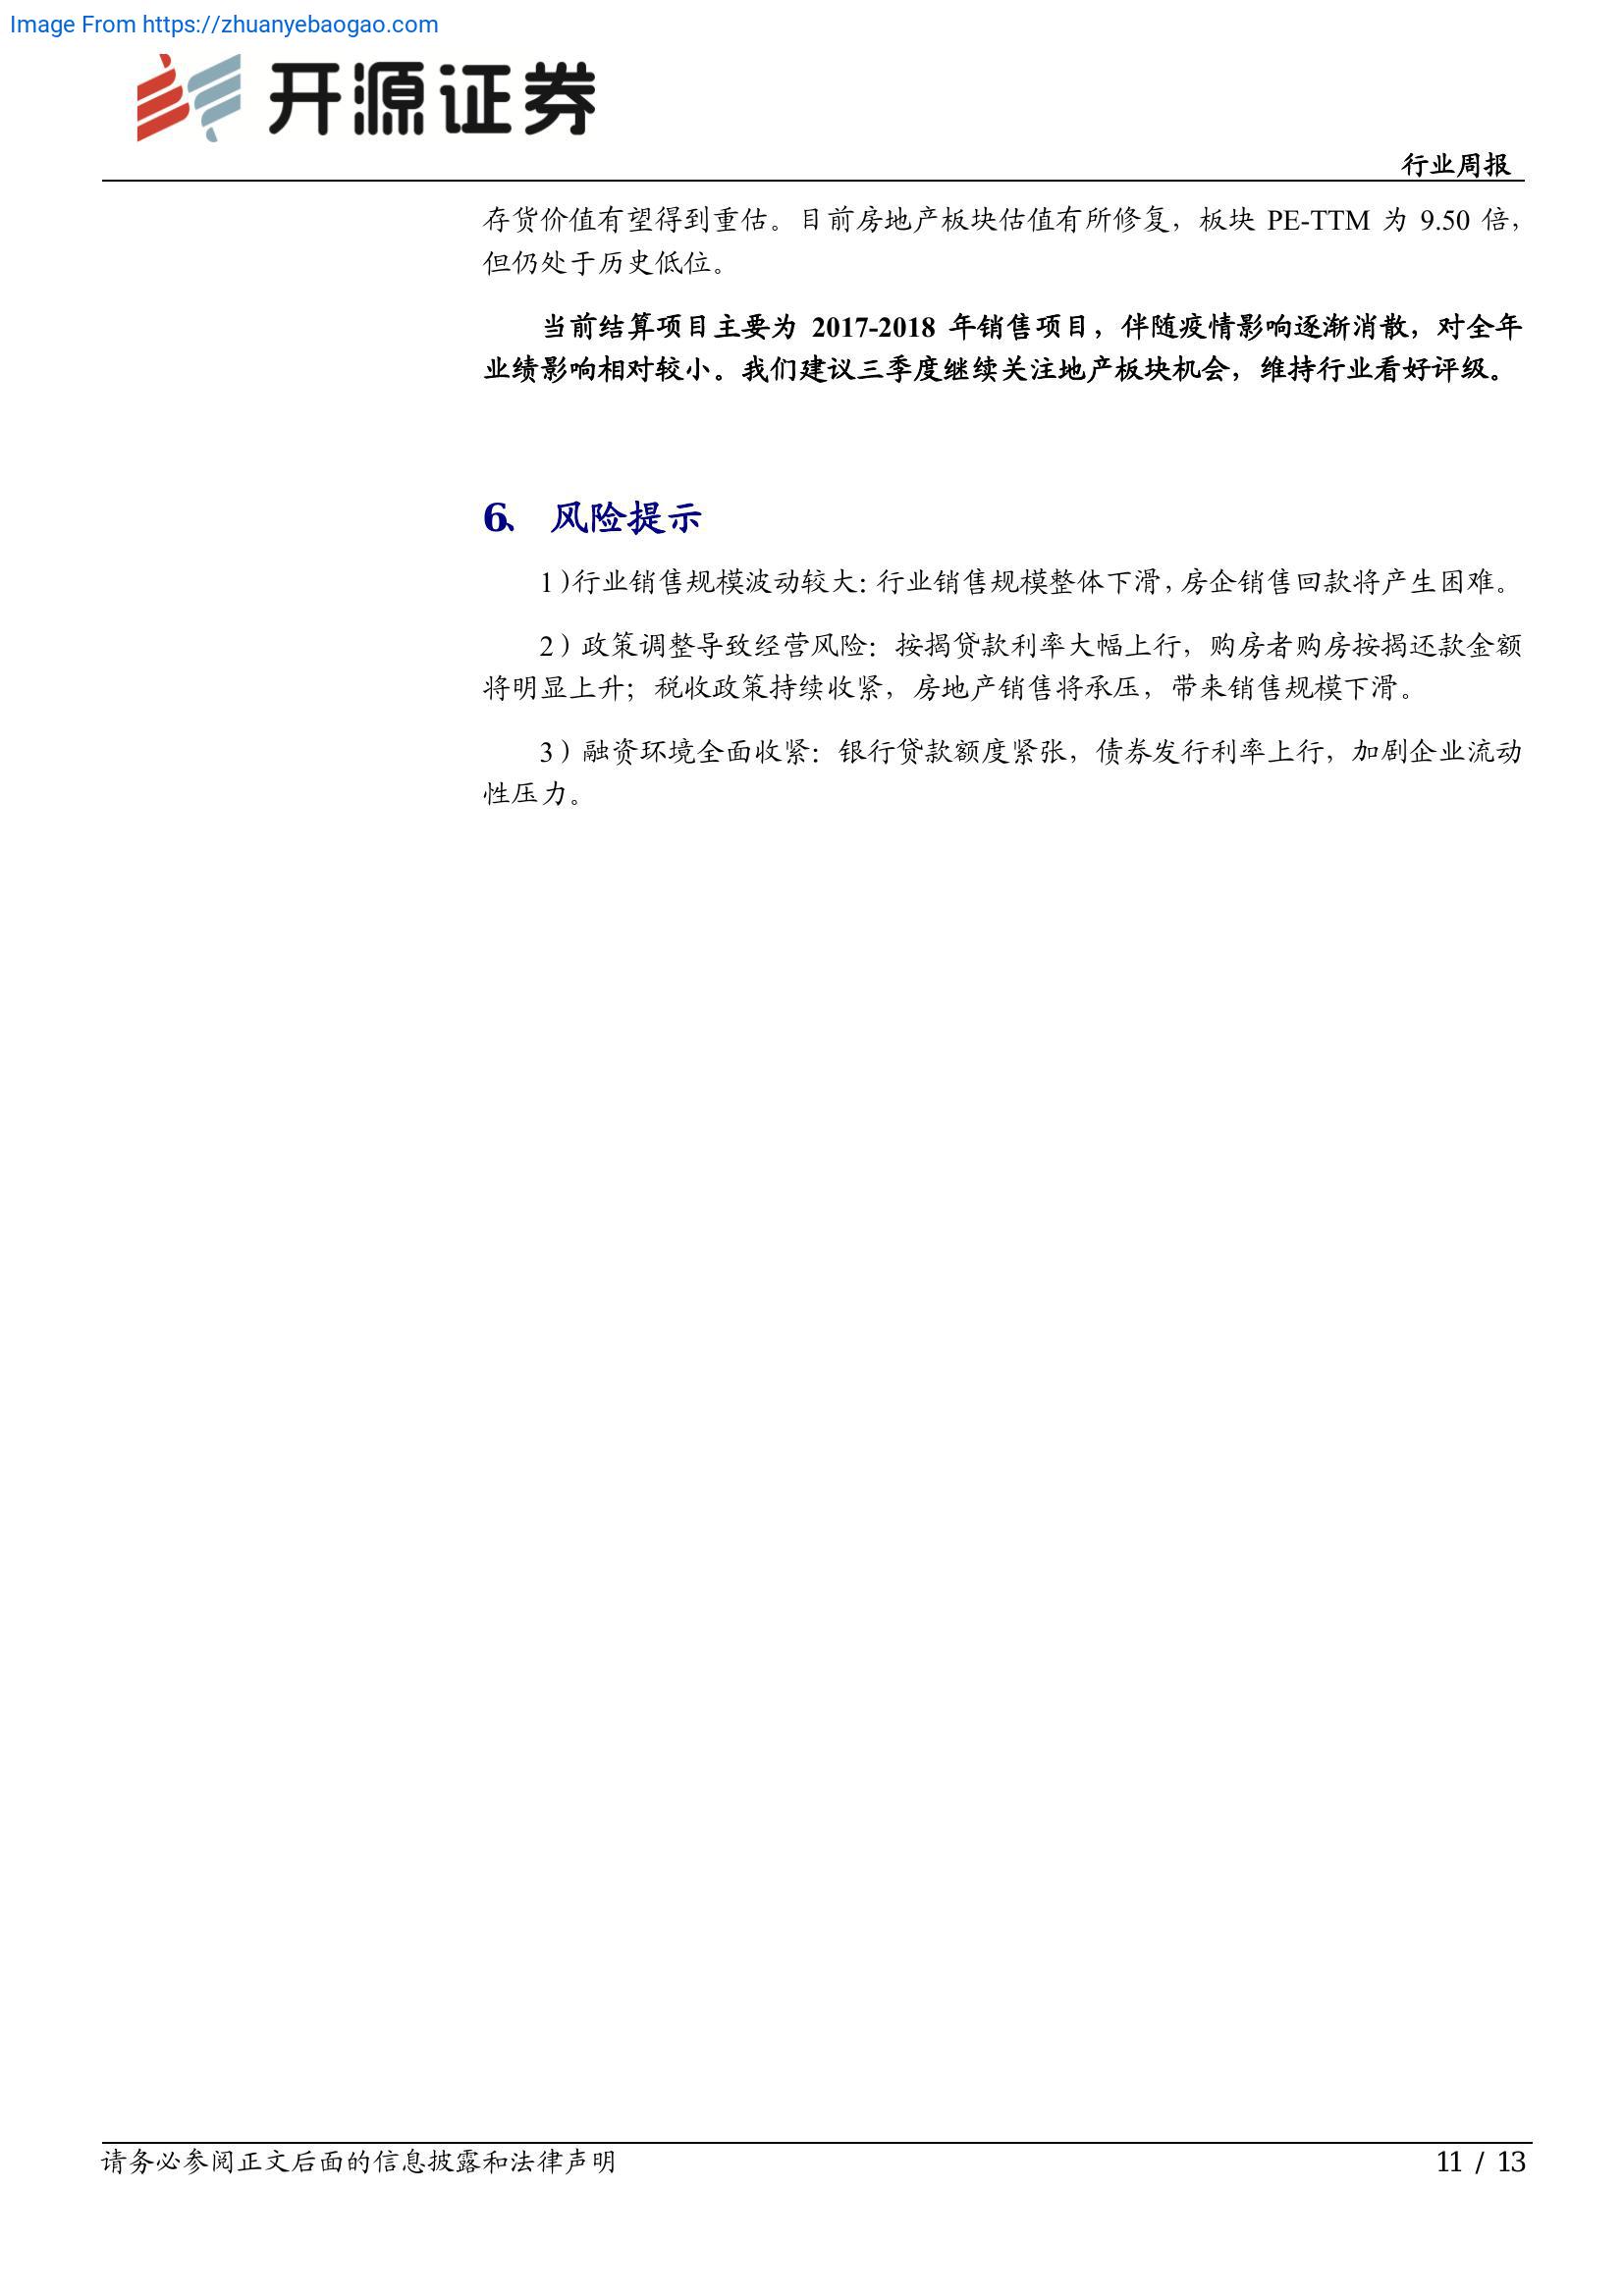 Image From https://zhuanyebaogao.com
开源证券
行业周报
存货价值有望得到重估。目前房地产板块估值有所修复，板块 PE-TTM 为 9.50 倍，
但仍处于历史低位。
当前结算项目主要为 2017-2018 年销售项目，伴随疫情影响逐渐消散，对全年
业绩影响相对较小。我们建议三季度继续关注地产板块机会，维持行业看好评级。
6、 风险提示
1）行业销售规模波动较大：行业销售规模整体下滑，房企销售回款将产生困难。
2）政策调整导致经营风险：按揭贷款利率大幅上行，购房者购房按揭还款金额
将明显上升；税收政策持续收紧，房地产销售将承压，带来销售规模下滑。
3）融资环境全面收紧：银行贷款额度紧张，债券发行利率上行，加剧企业流动
性压力。
请务必参阅正文后面的信息披露和法律声明
11 / 13